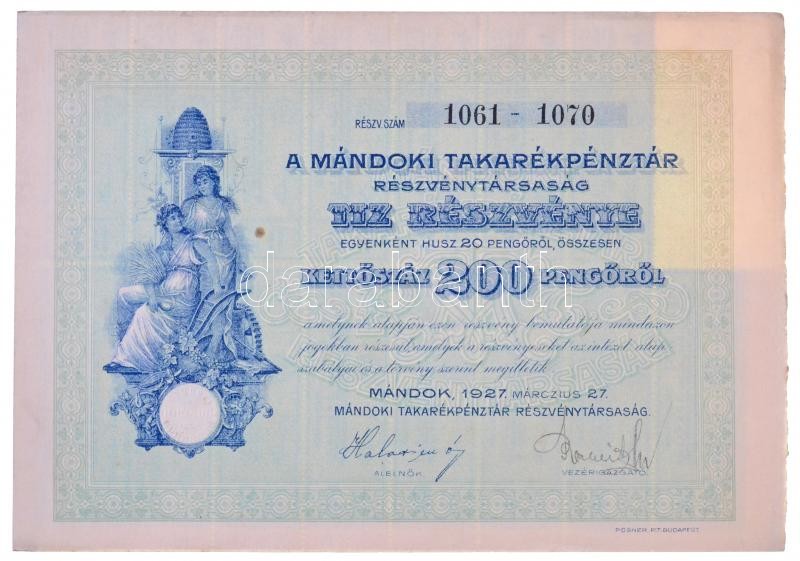 RÉSZV SZÁM 1061 - 1070
A MÁNDOKI TAKARÉKPÉNZTÁR
RÉSZVÉNYTÁRSASÁG
TIZ RÉSZVÉNYE
EGYENKÉNT HUSZ 20 PENGŐRŐL, ÖSSZESEN
KETTŐSZÁZ 200 PENGŐRŐL
darabanth
amelynek alapján ezen részvény bemutatója mindazon
jogokban részesül, amelyek a részvényeseket az intézet alap-
szabályai és a törvény szerint megilletik.
MÁNDOK, 1927. MÁRCZIUS 27.
MÁNDOKI TAKARÉKPÉNZTÁR RÉSZVÉNYTÁRSASÁG.
ALELNÖK. VEZÉRIGAZGATÓ.
POSNER R.T. BUDAPEST.